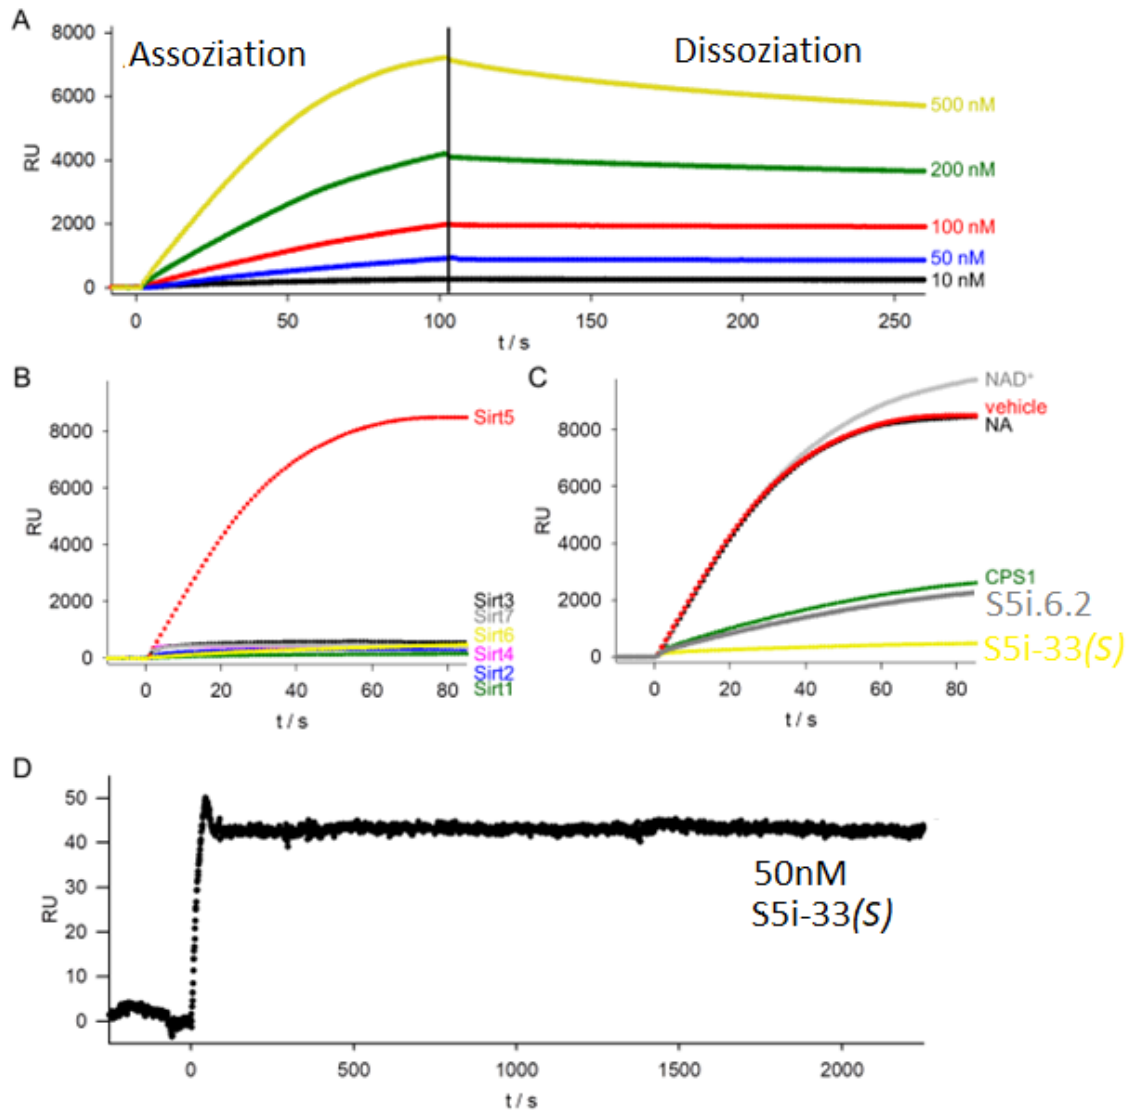 A
Assoziation
Dissoziation
8000
6000
4000
2000
0
RU
500 nM
200 nM
100 nM
50 nM
10 nM
0 50 100 150 200 250
t / s
B
8000
6000
4000
2000
0
RU
Sirt5
Sirt3
Sirt7
Sirt6
Sirt4
Sirt2
Sirt1
0 20 40 60 80
t / s
C
8000
6000
4000
2000
0
RU
NAD⁺
vehicle
NA
CPS1
S5i.6.2
S5i-33(S)
0 20 40 60 80
t / s
D
50
40
30
20
10
0
RU
50nM
S5i-33(S)
0 500 1000 1500 2000
t / s